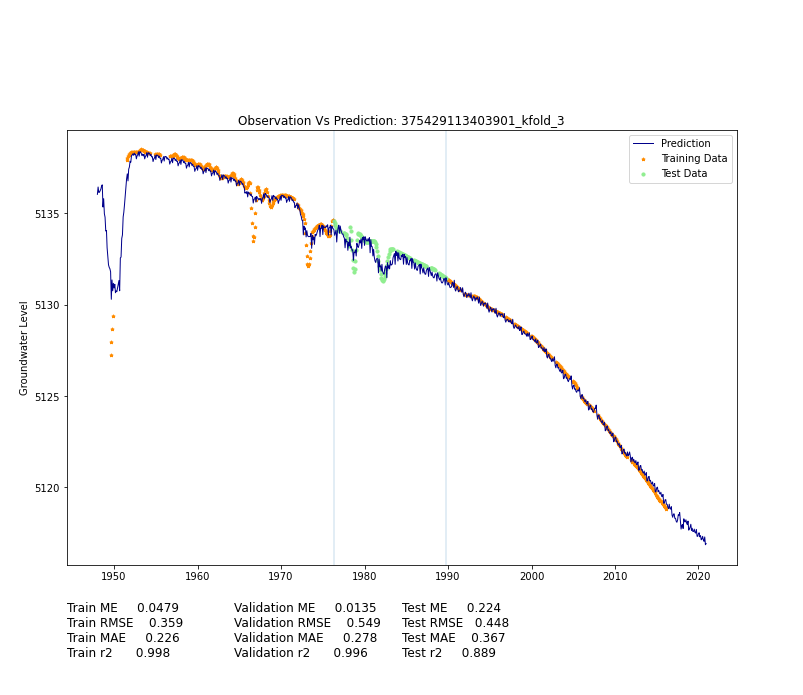 Observation Vs Prediction: 375429113403901_kfold_3
Prediction
Training Data
Test Data
Groundwater Level
5135
5130
5125
5120
1950 1960 1970 1980 1990 2000 2010 2020
Train ME 0.0479 Validation ME 0.0135 Test ME 0.224
Train RMSE 0.359 Validation RMSE 0.549 Test RMSE 0.448
Train MAE 0.226 Validation MAE 0.278 Test MAE 0.367
Train r2 0.998 Validation r2 0.996 Test r2 0.889